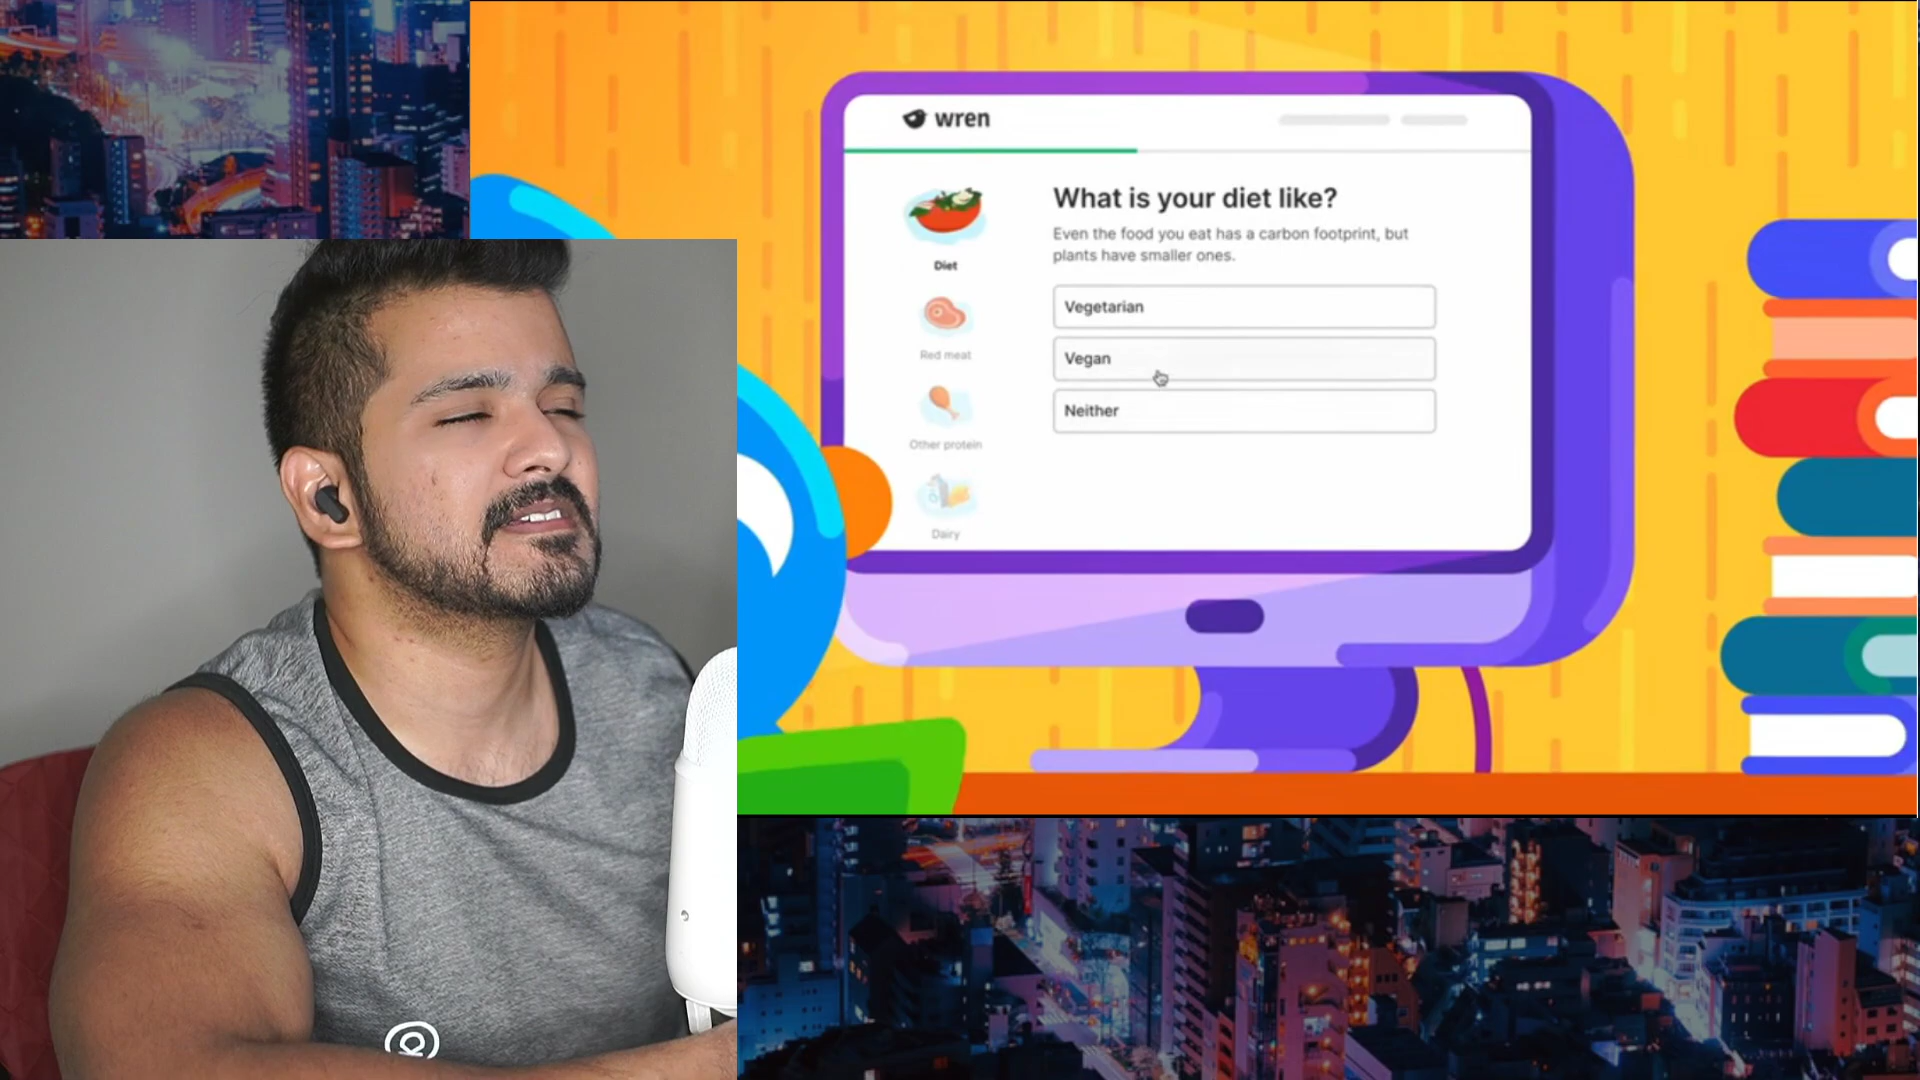 wren
What is your diet like?
Even the food you eat has a carbon footprint, but
plants have smaller ones.
Diet
Red meat
Other protein
Dairy
Vegetarian
Vegan
Neither